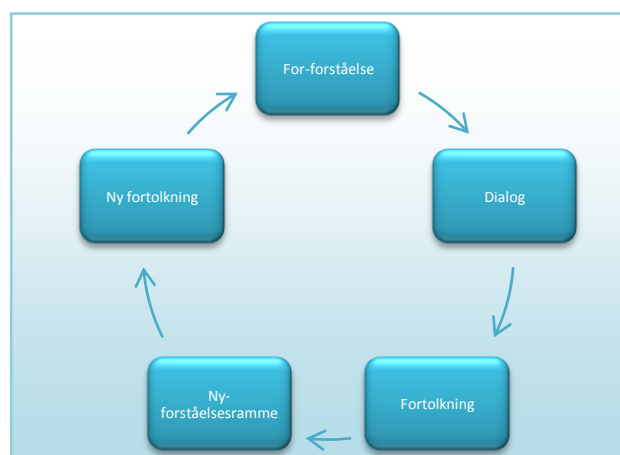 For-forståelse
Dialog
Fortolkning
Ny-
forståelsesramme
Ny fortolkning